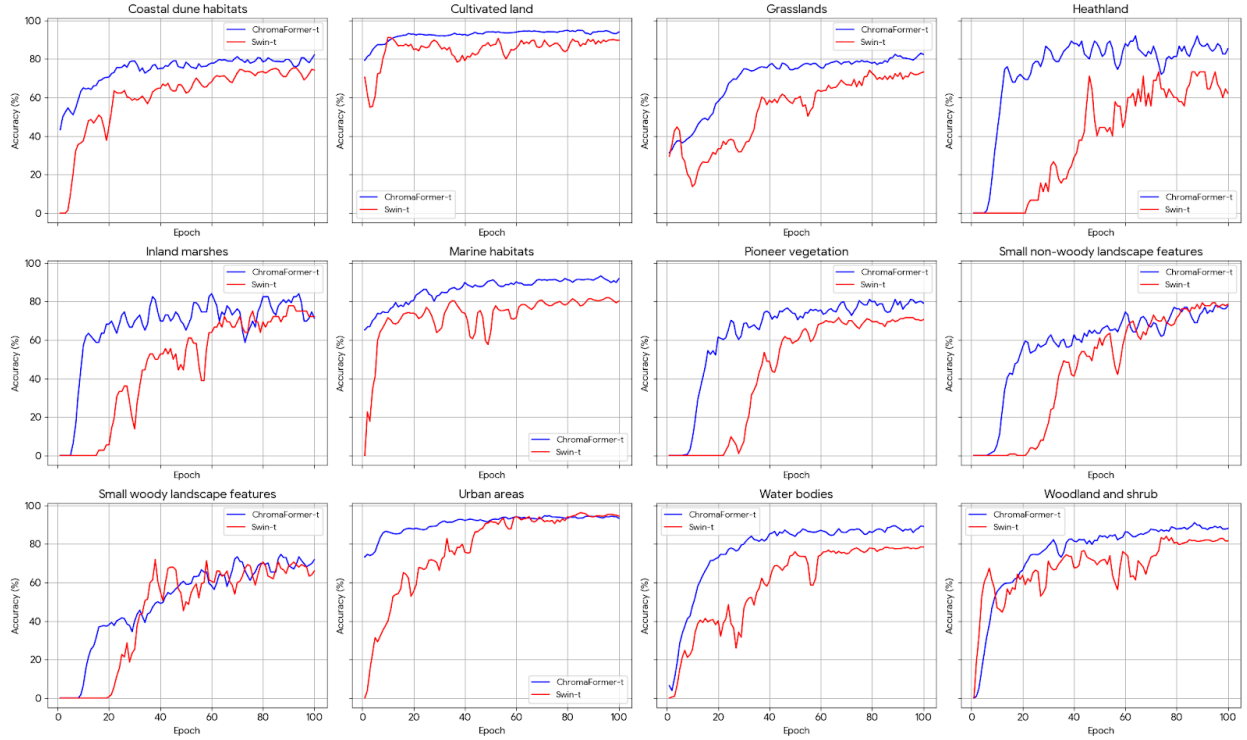 Coastal dune habitats
Cultivated land
Grasslands
Heathland
100
80
60
40
20
0
Accuracy (%)
Accuracy (%)
Accuracy (%)
Accuracy (%)
ChromaFormer-t
Swin-t
ChromaFormer-t
Swin-t
ChromaFormer-t
Swin-t
ChromaFormer-t
Swin-t
Epoch
Epoch
Epoch
Epoch
Inland marshes
Marine habitats
Pioneer vegetation
Small non-woody landscape features
100
80
60
40
20
0
Accuracy (%)
Accuracy (%)
Accuracy (%)
Accuracy (%)
ChromaFormer-t
Swin-t
ChromaFormer-t
Swin-t
ChromaFormer-t
Swin-t
ChromaFormer-t
Swin-t
Epoch
Epoch
Epoch
Epoch
Small woody landscape features
Urban areas
Water bodies
Woodland and shrub
100
80
60
40
20
0
Accuracy (%)
Accuracy (%)
Accuracy (%)
Accuracy (%)
ChromaFormer-t
Swin-t
ChromaFormer-t
Swin-t
ChromaFormer-t
Swin-t
ChromaFormer-t
Swin-t
0 20 40 60 80 100
0 20 40 60 80 100
0 20 40 60 80 100
0 20 40 60 80 100
Epoch
Epoch
Epoch
Epoch